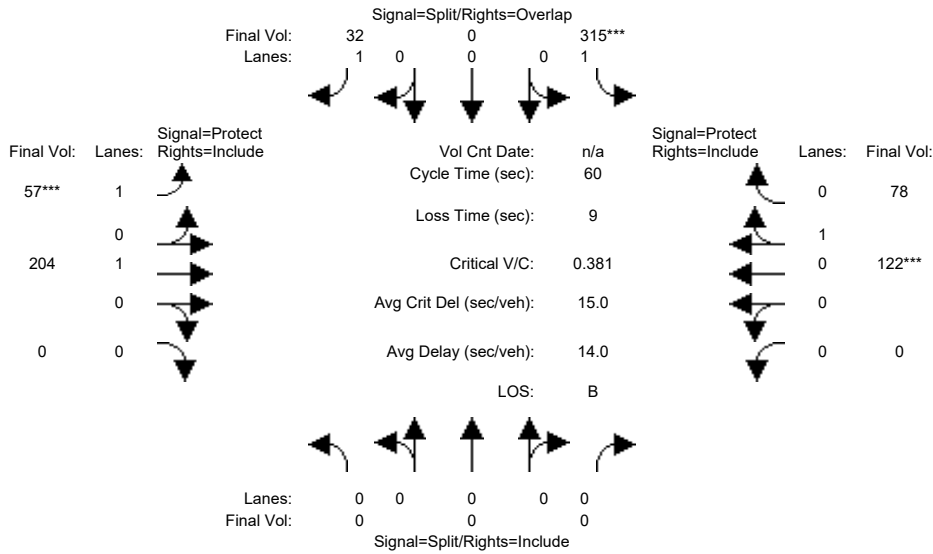 Signal=Split/Rights=Overlap
Final Vol: 32 0 315***
Lanes: 1 0 0 0 1
Signal=Protect Signal=Protect
Final Vol: Lanes: Rights=Include Vol Cnt Date: n/a Rights=Include Lanes: Final Vol:
Cycle Time (sec): 60
57*** 1 0 78
Loss Time (sec): 9
0 1
204 1 Critical V/C: 0.381 0 122***
0 Avg Crit Del (sec/veh): 15.0 0
0 0 Avg Delay (sec/veh): 14.0 0 0
LOS: B
Lanes: 0 0 0 0 0
Final Vol: 0 0 0
Signal=Split/Rights=Include